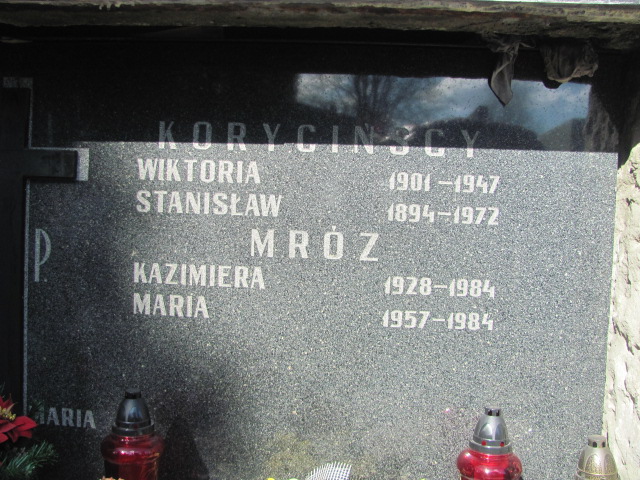 KORYCIŃSCY
WIKTORIA 1901-1947
STANISŁAW 1894-1972
MRÓZ
P.
KAZIMIERA 1928-1984
MARIA 1957-1984
MARIA